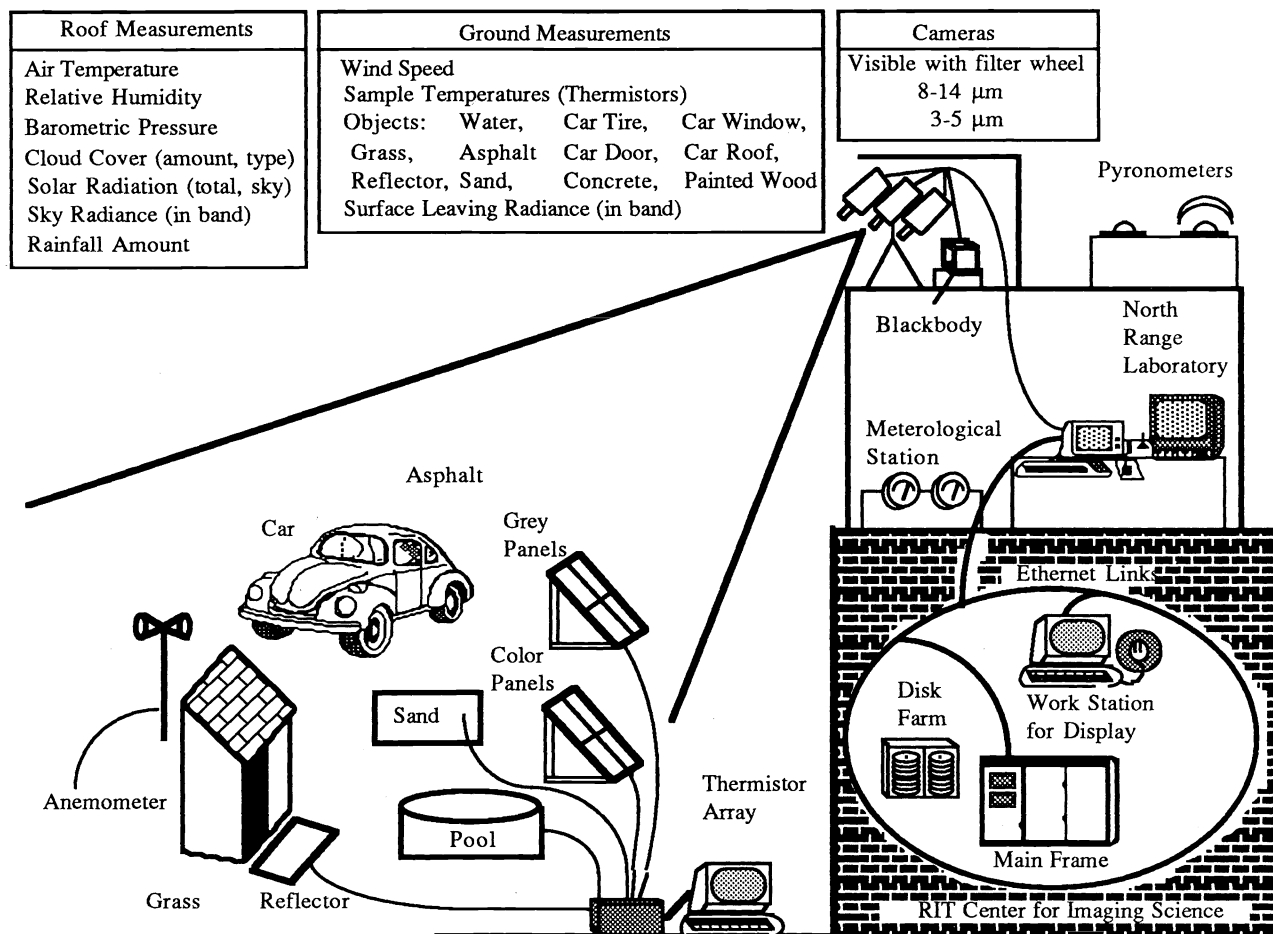 Roof Measurements
Air Temperature
Relative Humidity
Barometric Pressure
Cloud Cover (amount, type)
Solar Radiation (total, sky)
Sky Radiance (in band)
Rainfall Amount
Ground Measurements
Wind Speed
Sample Temperatures (Thermistors)
Objects: Water, Car Tire, Car Window,
Grass, Asphalt Car Door, Car Roof,
Reflector, Sand, Concrete, Painted Wood
Surface Leaving Radiance (in band)
Cameras
Visible with filter wheel
8-14 μm
3-5 μm
Pyronometers
Blackbody
North
Range
Laboratory
Meterological
Station
Asphalt
Car
Grey
Panels
Color
Panels
Sand
Anemometer
Pool
Thermistor
Array
Grass
Reflector
Ethernet Links
Disk
Farm
Work Station
for Display
Main Frame
RIT Center for Imaging Science